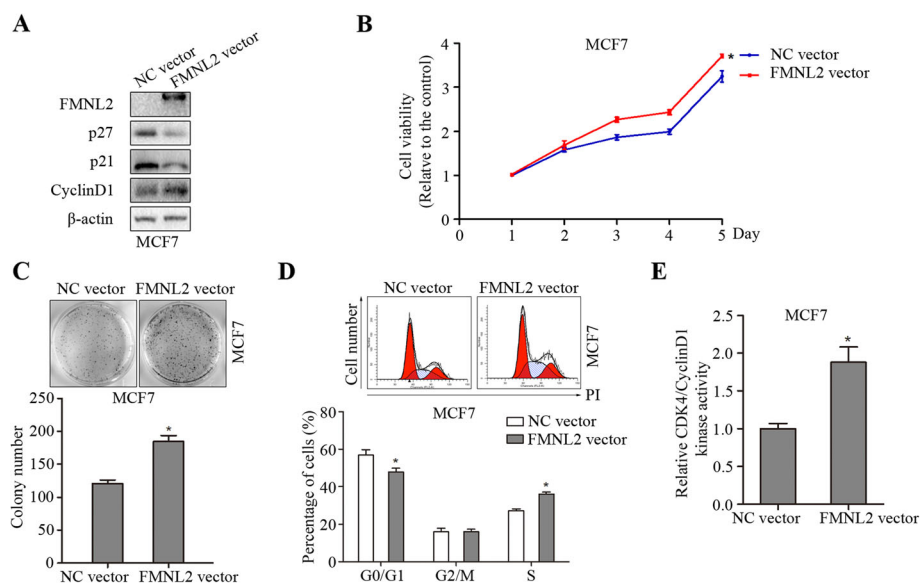 A
NC vector
FMNL2 vector
FMNL2
p27
p21
CyclinD1
β-actin
MCF7
B
MCF7
NC vector
FMNL2 vector
*
Cell viability
(Relatve to the control)
4
3
2
1
0
0 1 2 3 4 5 Day
C
NC vector FMNL2 vector
MCF7
MCF7
Colony number
250
200
150
100
50
0
*
NC vector FMNL2 vector
D
NC vector FMNL2 vector
Cell number
MCF7
PI
MCF7
NC vector
FMNL2 vector
Percentage of cells (%)
80
60
40
20
0
*
*
G0/G1 G2/M S
E
MCF7
Relative CDK4/CyclinD1
kinase activity
2.5
2.0
1.5
1.0
0.5
0.0
*
NC vector FMNL2 vector